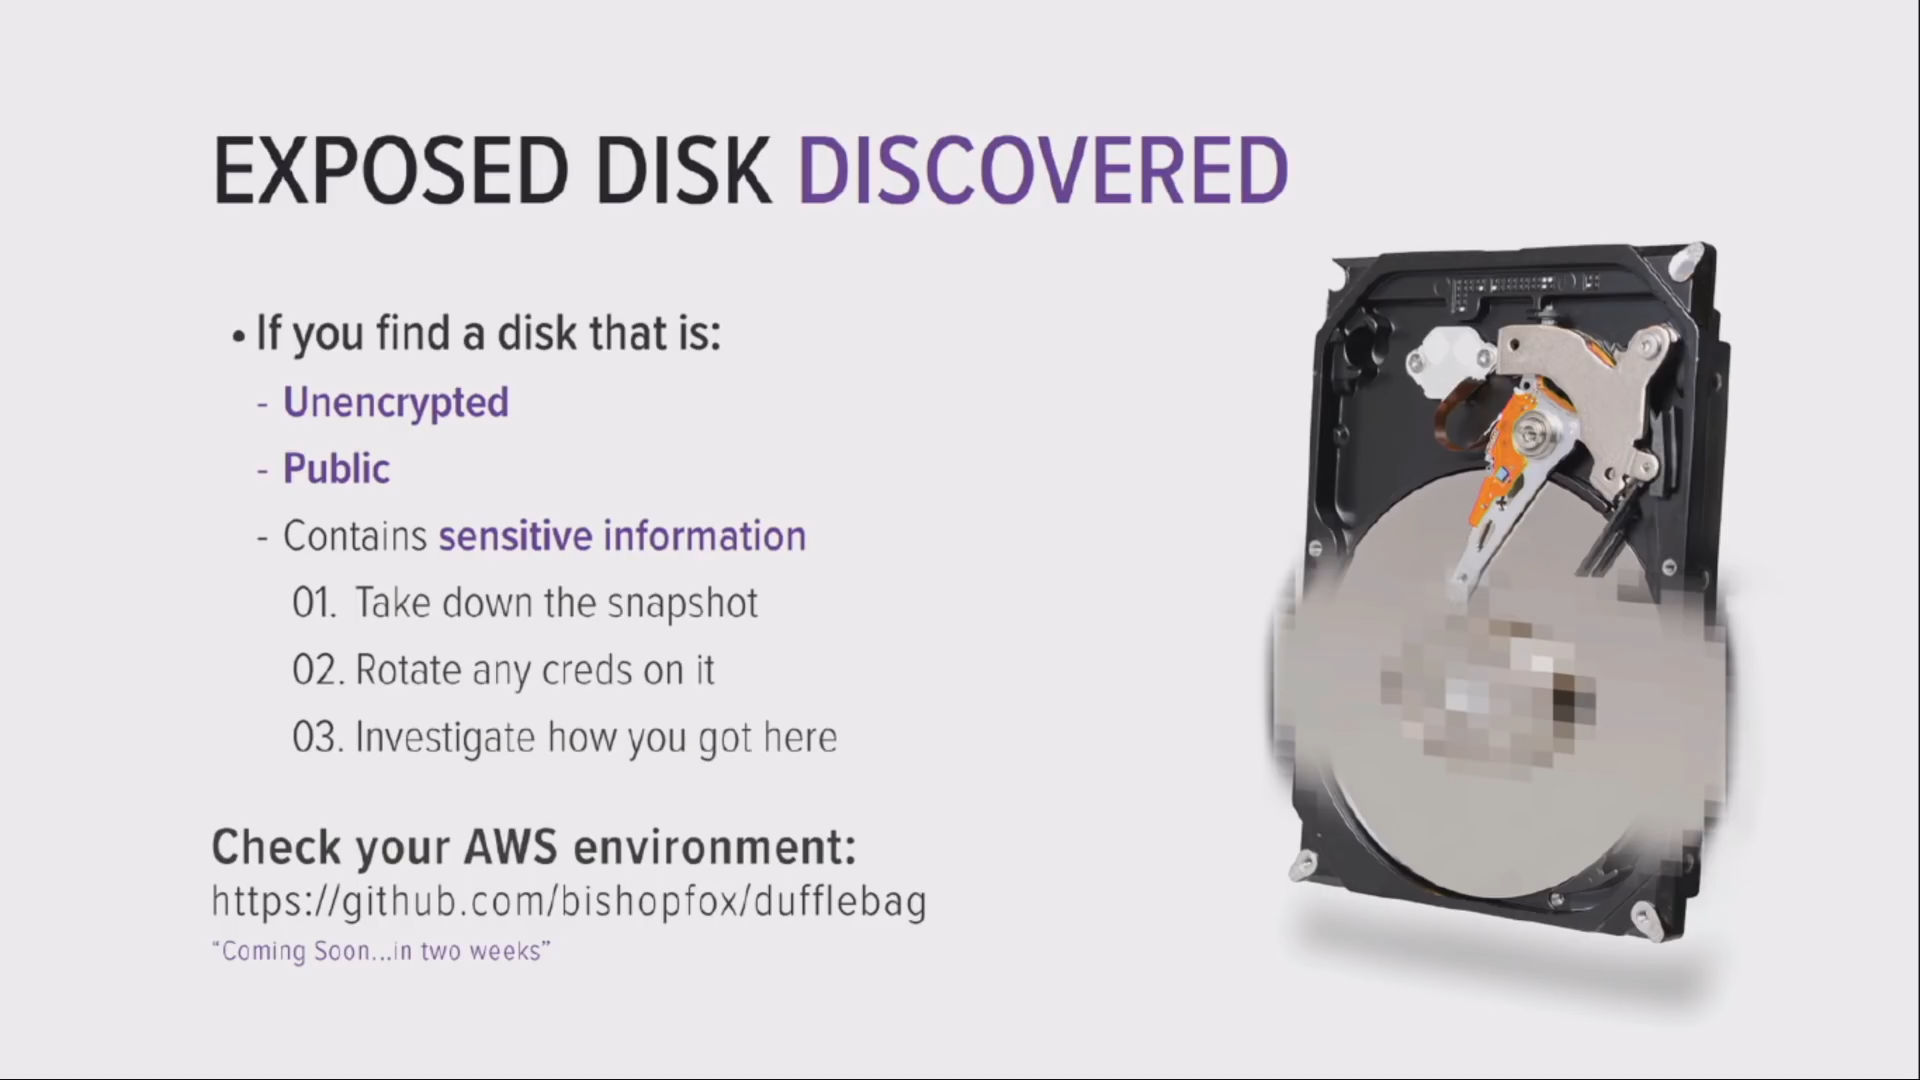 EXPOSED DISK DISCOVERED
• If you find a disk that is:
- Unencrypted
- Public
- Contains sensitive information
01. Take down the snapshot
02. Rotate any creds on it
03. Investigate how you got here
Check your AWS environment:
https://github.com/bishopfox/dufflebag
“Coming Soon...in two weeks”